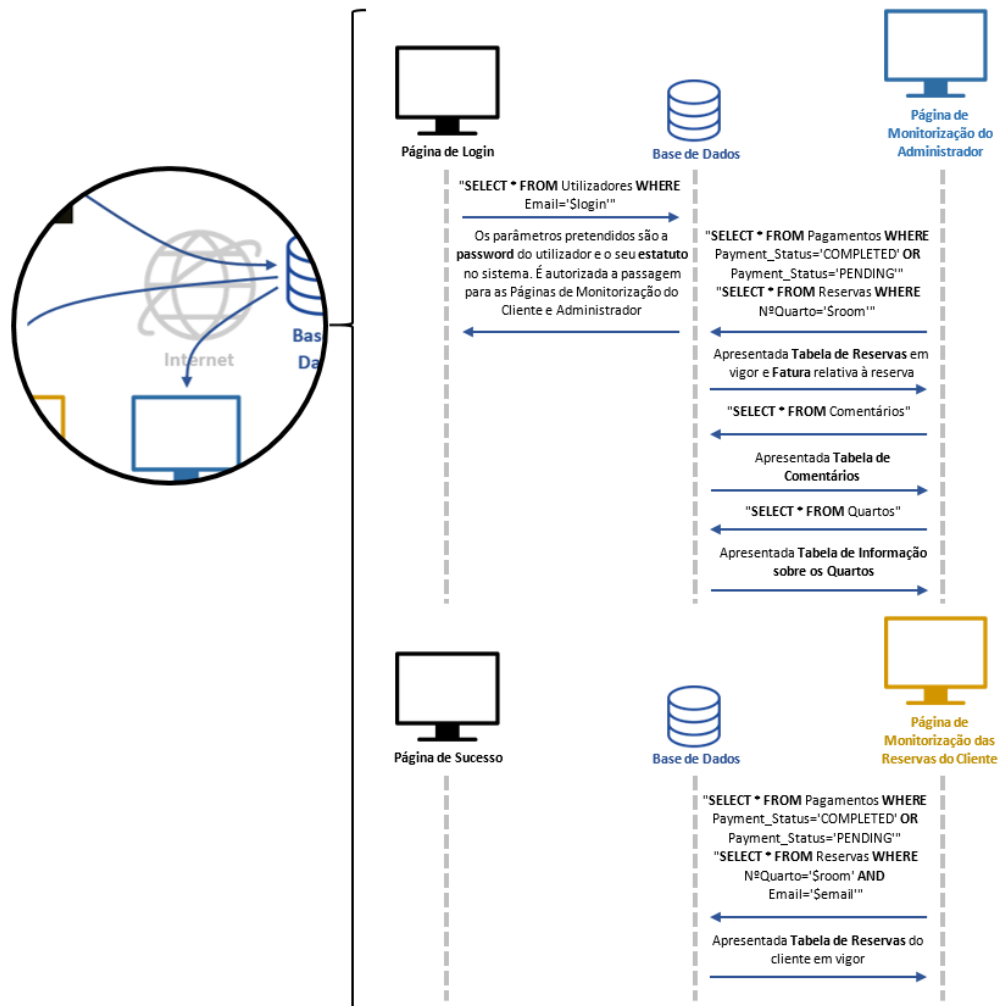 Página de Login
Base de Dados
Página de
Monitorização do
Administrador
"SELECT * FROM Utilizadores WHERE
Email='$login'"
Os parâmetros pretendidos são a
password do utilizador e o seu estatuto
no sistema. É autorizada a passagem
para as Páginas de Monitorização do
Cliente e Administrador
"SELECT * FROM Pagamentos WHERE
Payment_Status='COMPLETED' OR
Payment_Status='PENDING'"
"SELECT * FROM Reservas WHERE
NºQuarto='$room'"
Apresentada Tabela de Reservas em
vigor e Fatura relativa à reserva
"SELECT * FROM Comentários"
Apresentada Tabela de
Comentários
"SELECT * FROM Quartos"
Apresentada Tabela de Informação
sobre os Quartos
Internet
Bas
Da
Página de Sucesso
Base de Dados
Página de
Monitorização das
Reservas do Cliente
"SELECT * FROM Pagamentos WHERE
Payment_Status='COMPLETED' OR
Payment_Status='PENDING'"
"SELECT * FROM Reservas WHERE
NºQuarto='$room' AND
Email='$email'"
Apresentada Tabela de Reservas do
cliente em vigor